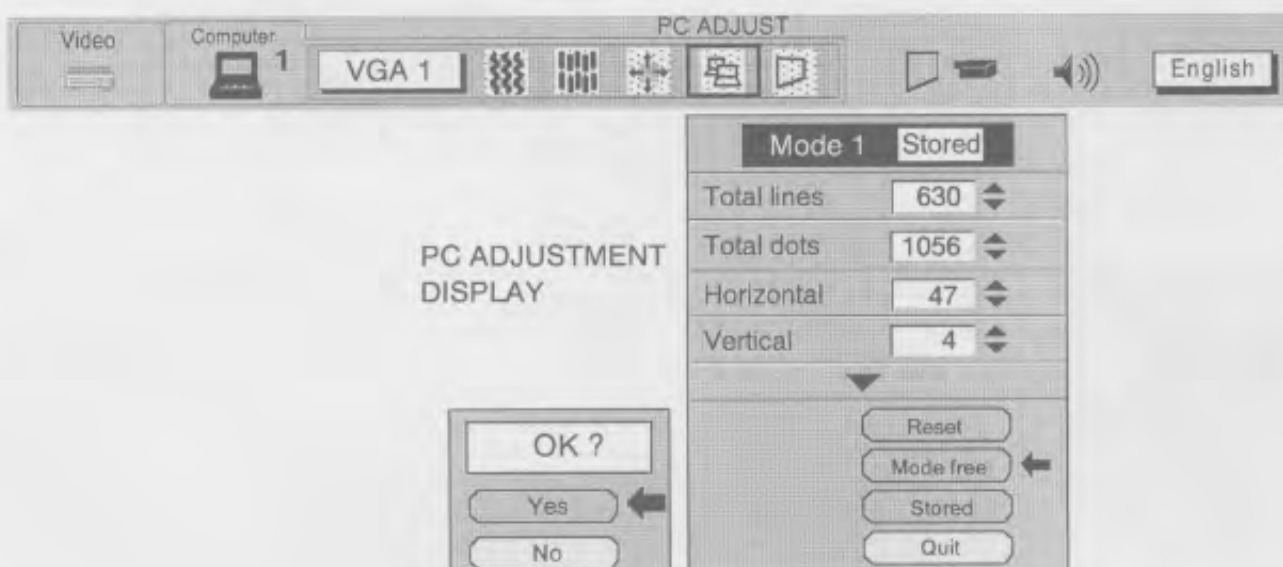 PC ADJUST
Video
Computer
1
VGA 1
English
Mode 1 Stored
Total lines 630
Total dots 1056
Horizontal 47
Vertical 4
PC ADJUSTMENT
DISPLAY
Reset
Mode free
Stored
Quit
OK ?
Yes
No